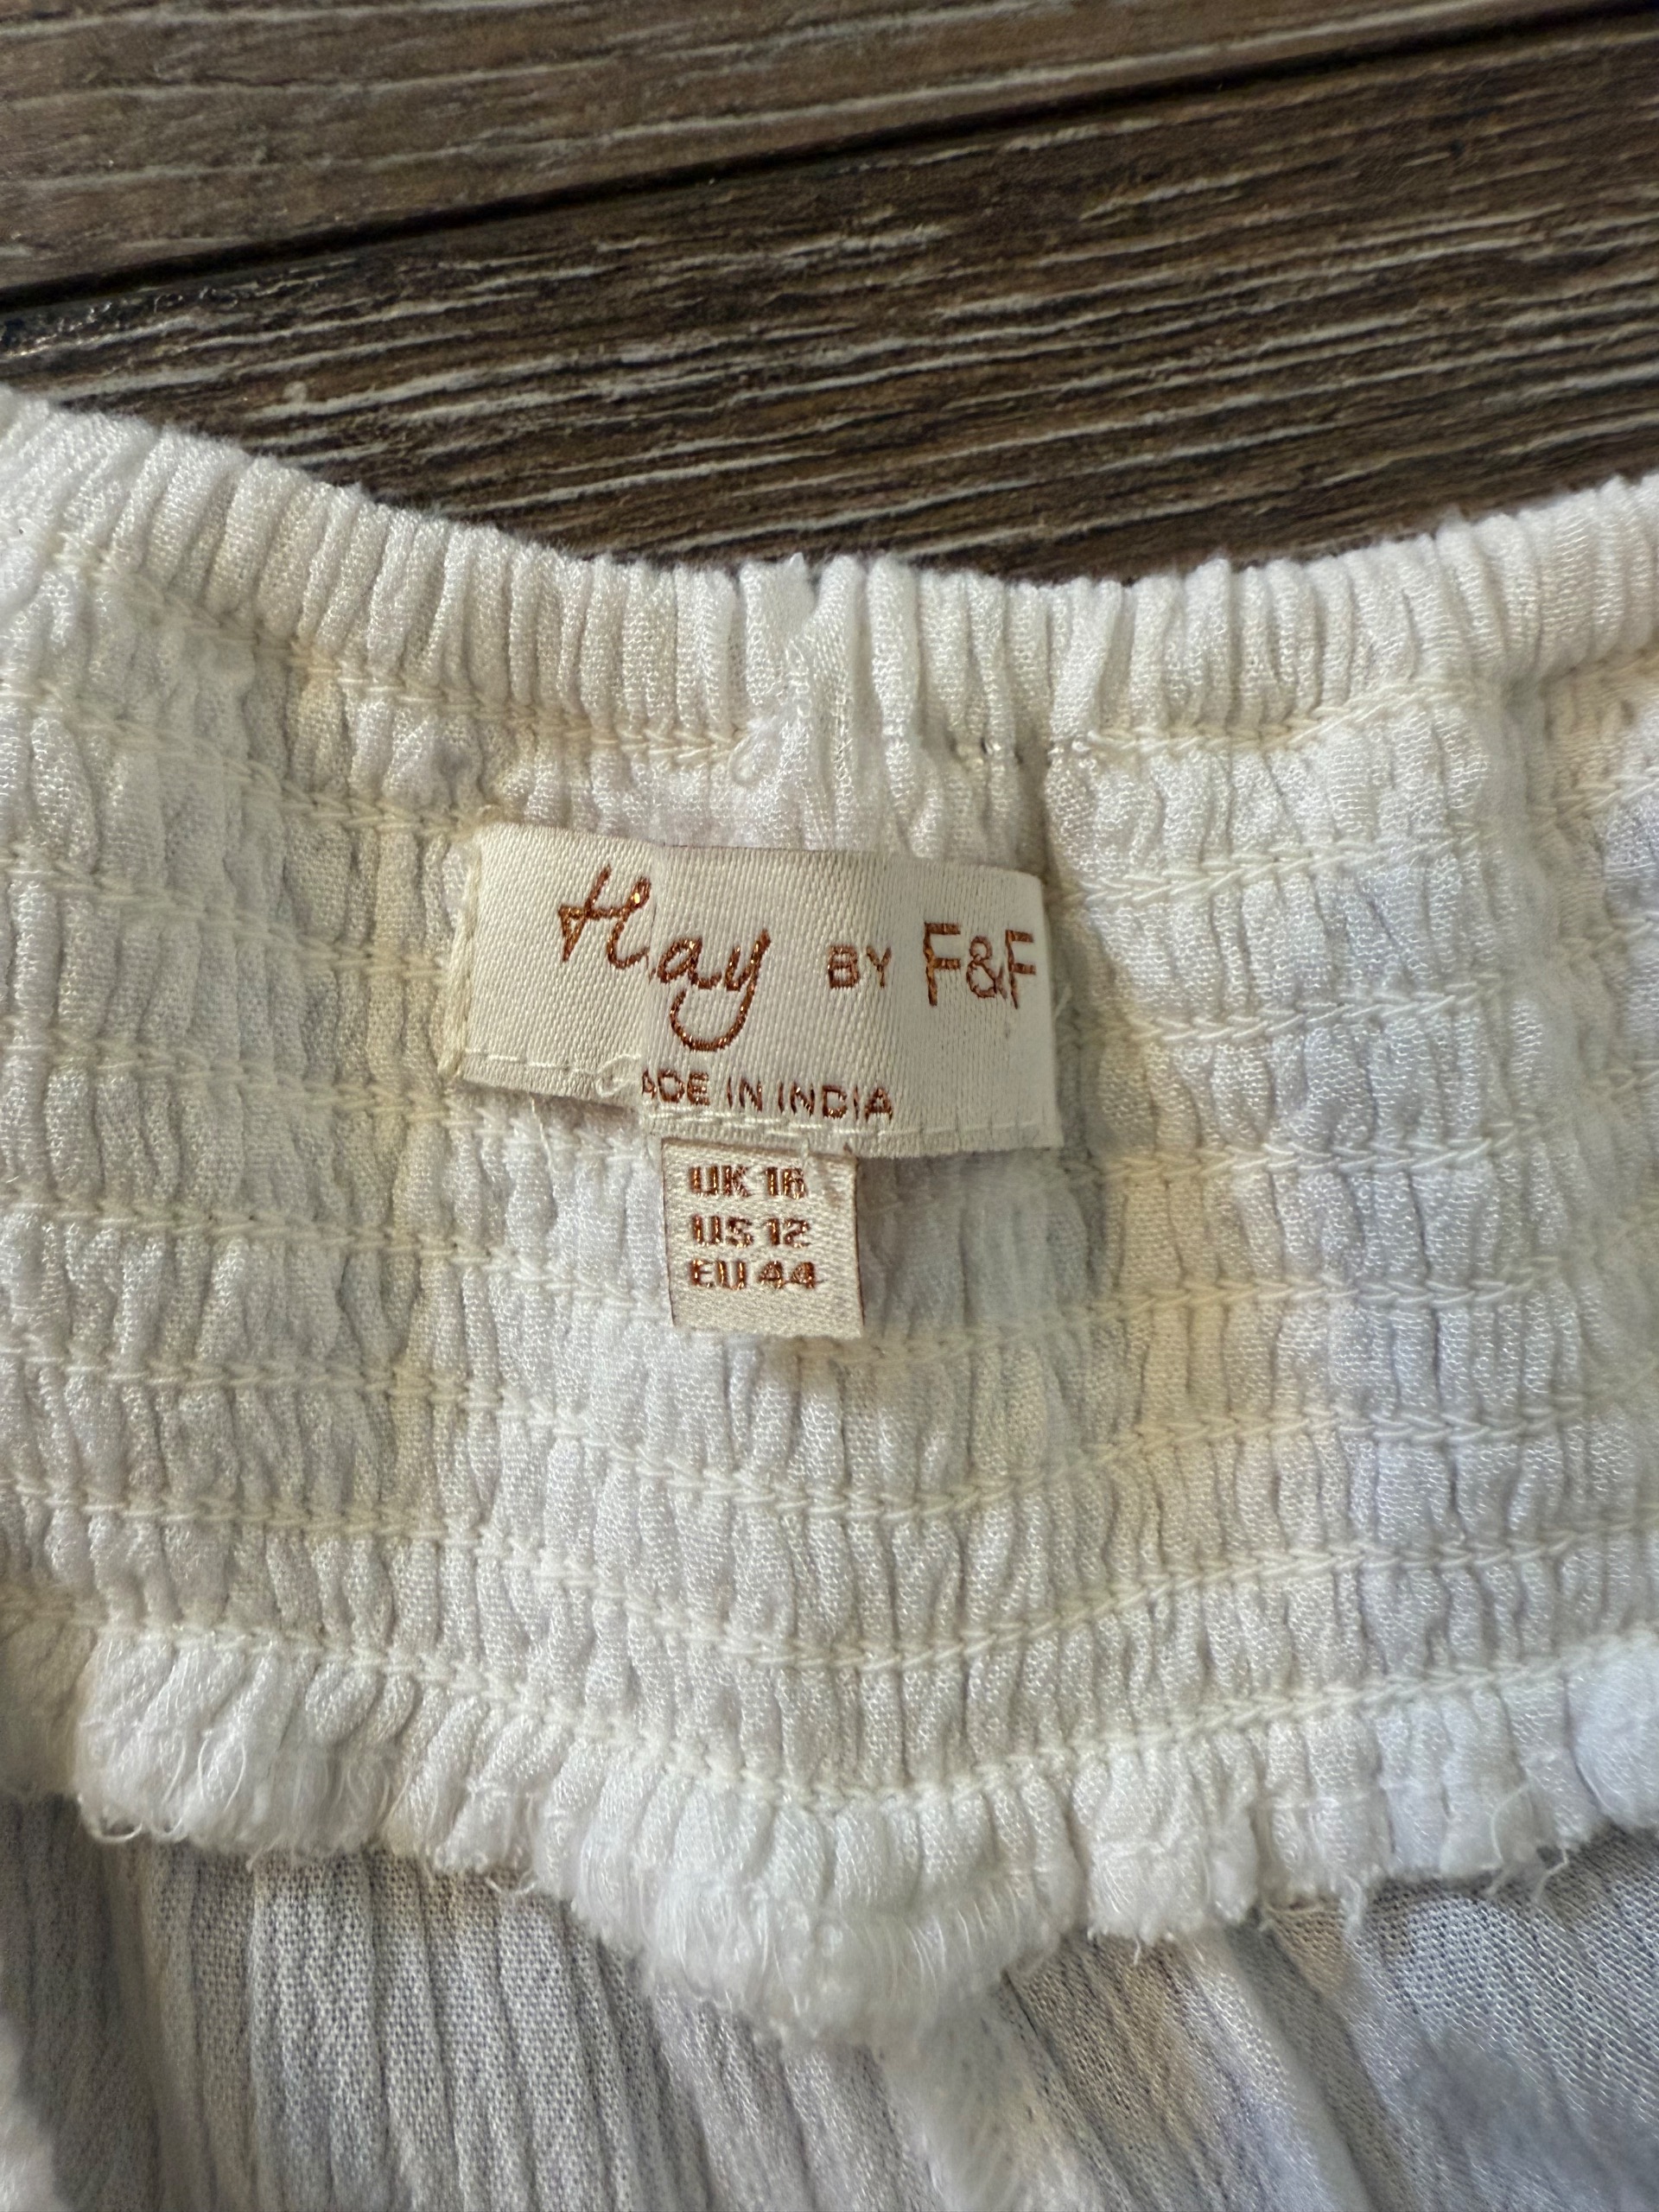 Hay BY F&F
ADE IN INDIA
UK 16
US 12
EU 44